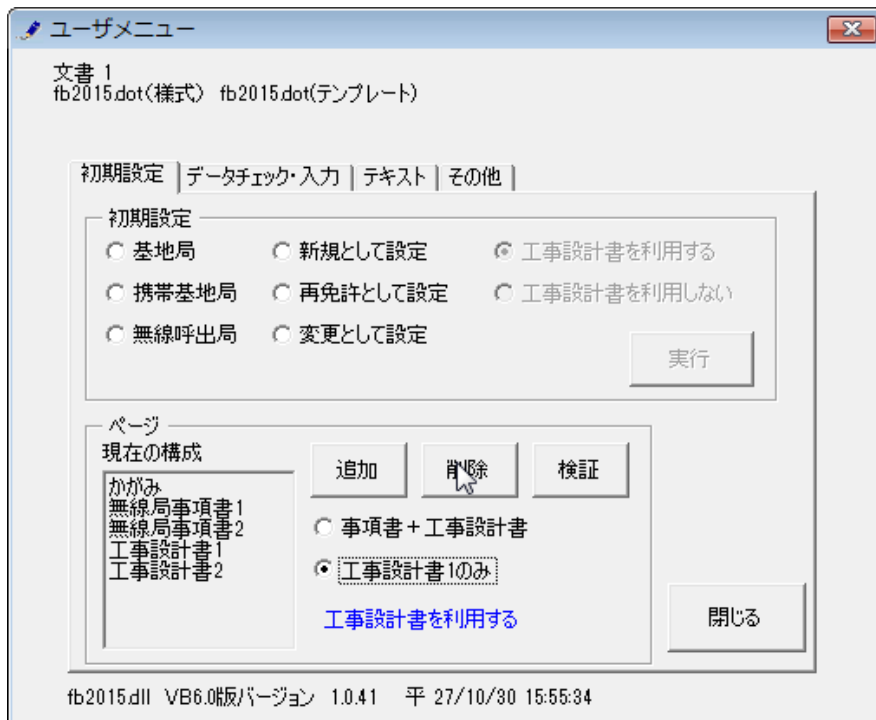 ユーザメニュー
文書 1
fb2015.dot(様式) fb2015.dot(テンプレート)
初期設定 データチェック・入力 テキスト その他
初期設定
基地局 新規として設定 工事設計書を利用する
携帯基地局 再免許として設定 工事設計書を利用しない
無線呼出局 変更として設定
実行
ページ
現在の構成
追加 削除 検証
かがみ
無線局事項書1
無線局事項書2
工事設計書1
工事設計書2
事項書+工事設計書
工事設計書1のみ
工事設計書を利用する
閉じる
fb2015.dll VB6.0版バージョン 1.0.41 平 27/10/30 15:55:34